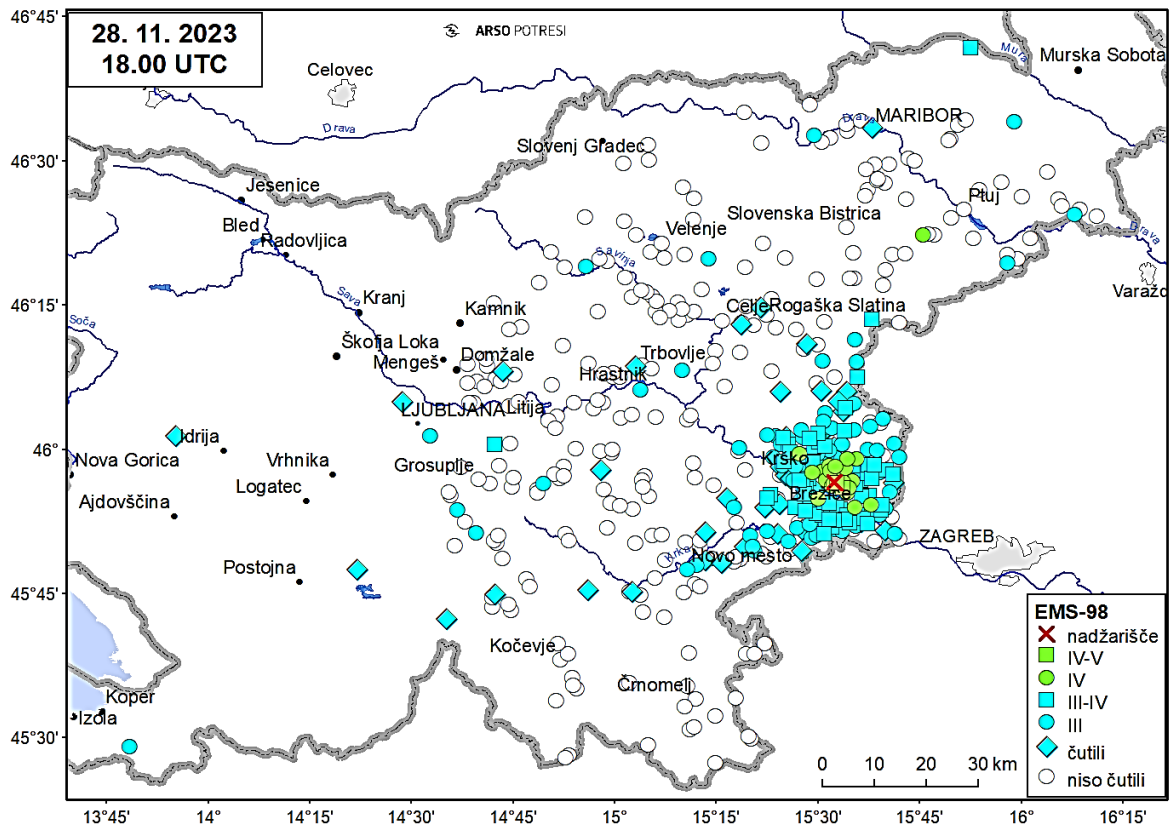 28. 11. 2023
18.00 UTC
ARSO POTRESI
46°45'
46°30'
46°15'
46°
45°45'
45°30'
Celovec
Drava
Mura
Murska Sobota
Drava
MARIBOR
Slovenj Gradec
Jesenice
Bled
Radovljica
Slovenska Bistrica
Ptuj
Velenje
Savinja
Drava
Varažd
Sava
Kranj
Kamnik
Celje
Rogaška Slatina
Soča
Škofja Loka
Mengeš
Domžale
Trbovlje
Hrastnik
LJUBLJANA
Litija
Idrija
Nova Gorica
Vrhnika
Grosuplje
Krško
Logatec
Brežice
Ajdovščina
ZAGREB
Krka
Novo mesto
Postojna
Kočevje
Črnomelj
Koper
Izola
EMS-98
nadžarišče
IV-V
IV
III-IV
III
čutili
niso čutili
0 10 20 30 km
13°45' 14° 14°15' 14°30' 14°45' 15° 15°15' 15°30' 15°45' 16° 16°15'